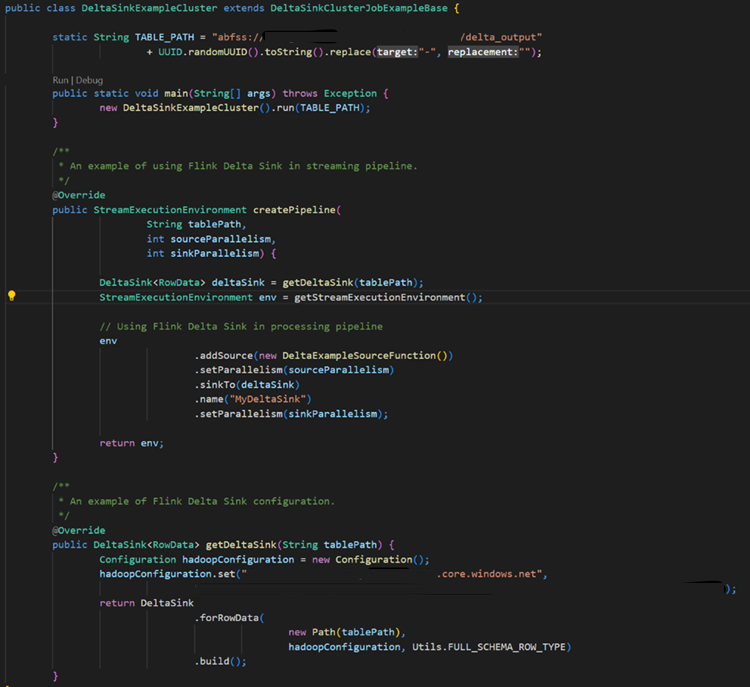 public class DeltaSinkExampleCluster extends DeltaSinkClusterJobExampleBase {
static String TABLE_PATH = "abfss:// /delta_output"
+ UUID.randomUUID().toString().replace(target:"-", replacement:"");
Run | Debug
public static void main(String[] args) throws Exception {
new DeltaSinkExampleCluster().run(TABLE_PATH);
}
/**
* An example of using Flink Delta Sink in streaming pipeline.
*/
@Override
public StreamExecutionEnvironment createPipeline(
String tablePath,
int sourceParallelism,
int sinkParallelism) {
DeltaSink<RowData> deltaSink = getDeltaSink(tablePath);
StreamExecutionEnvironment env = getStreamExecutionEnvironment();
// Using Flink Delta Sink in processing pipeline
env
.addSource(new DeltaExampleSourceFunction())
.setParallelism(sourceParallelism)
.sinkTo(deltaSink)
.name("MyDeltaSink")
.setParallelism(sinkParallelism);
return env;
}
/**
* An example of Flink Delta Sink configuration.
*/
@Override
public DeltaSink<RowData> getDeltaSink(String tablePath) {
Configuration hadoopConfiguration = new Configuration();
hadoopConfiguration.set(" .core.windows.net",
);
return DeltaSink
.forRowData(
new Path(tablePath),
hadoopConfiguration, Utils.FULL_SCHEMA_ROW_TYPE)
.build();
}